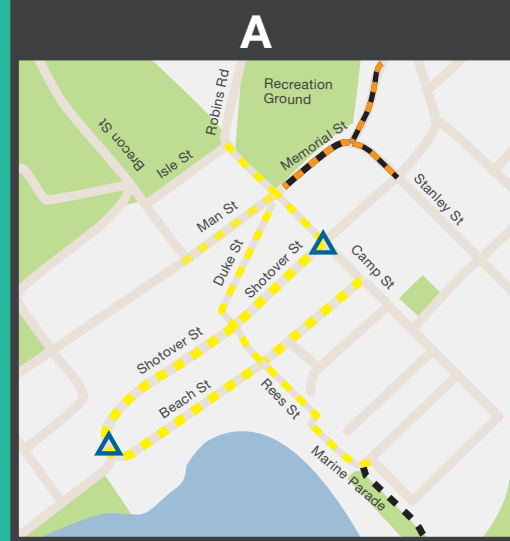 A
Robins Rd
Recreation
Ground
Brecon St
Isle St
Memorial St
Stanley St
Man St
Duke St
Shotover St
Camp St
Shotover St
Beach St
Rees St
Marine Parade